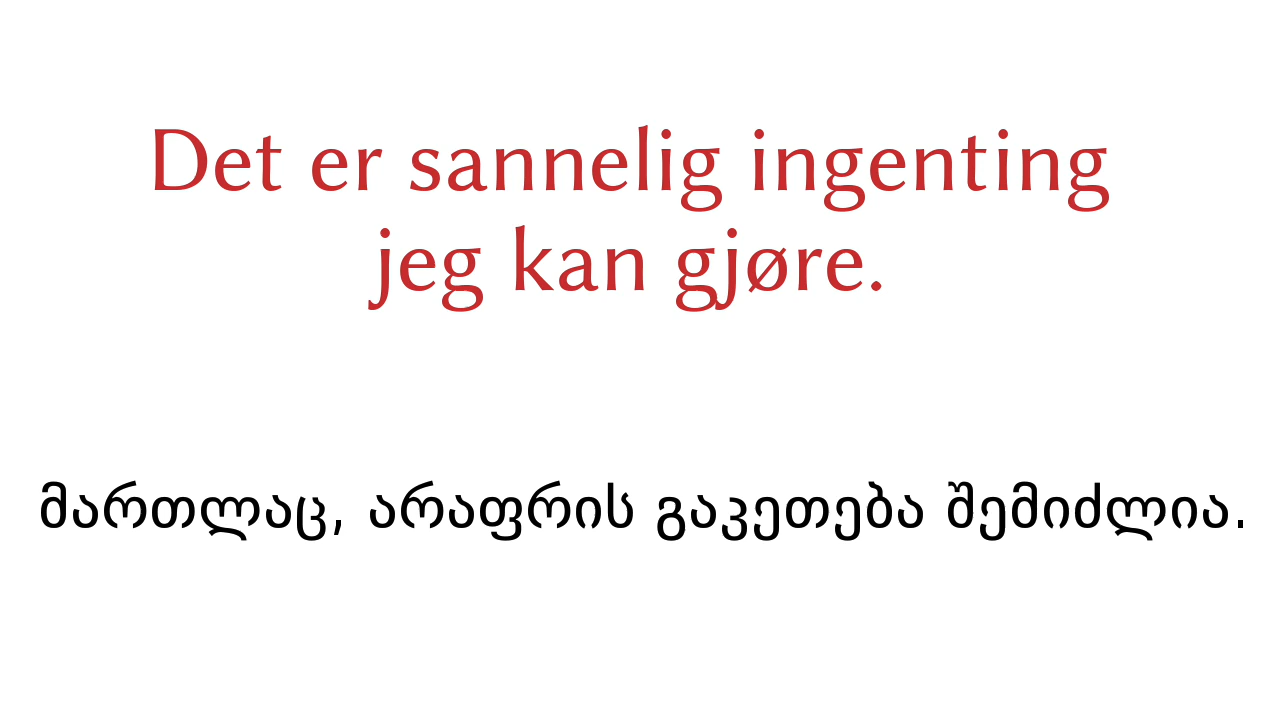 Det er sannelig ingenting
jeg kan gjøre.
მართლაც, არაფრის გაკეთება შემიძლია.